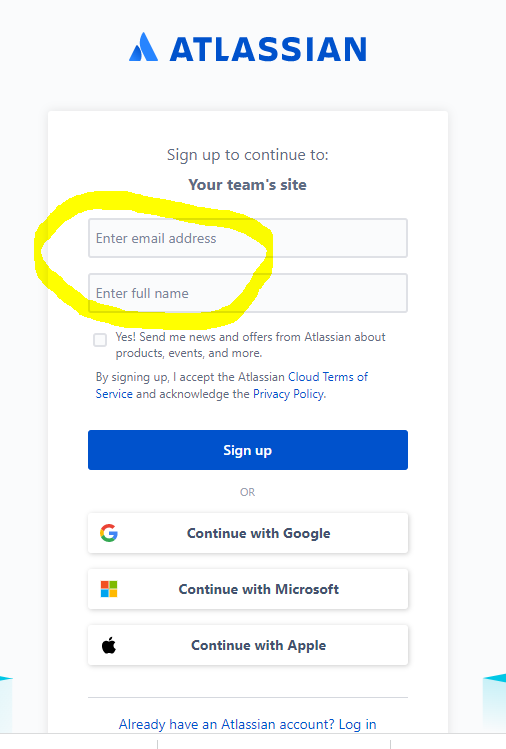 ATLASSIAN
Sign up to continue to:
Your team's site
Enter email address
Enter full name
Yes! Send me news and offers from Atlassian about
products, events, and more.
By signing up, I accept the Atlassian Cloud Terms of
Service and acknowledge the Privacy Policy.
Sign up
OR
Continue with Google
Continue with Microsoft
Continue with Apple
Already have an Atlassian account? Log in